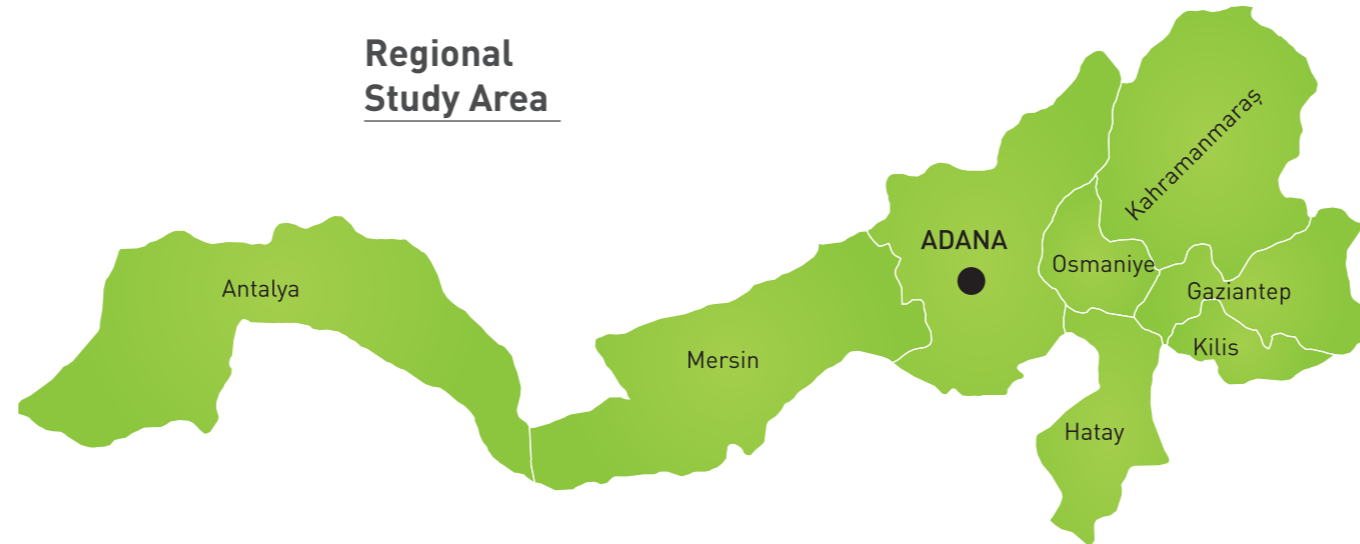 Regional
Study Area
Kahramanmaraş
ADANA
Osmaniye
Antalya
Gaziantep
Kilis
Mersin
Hatay